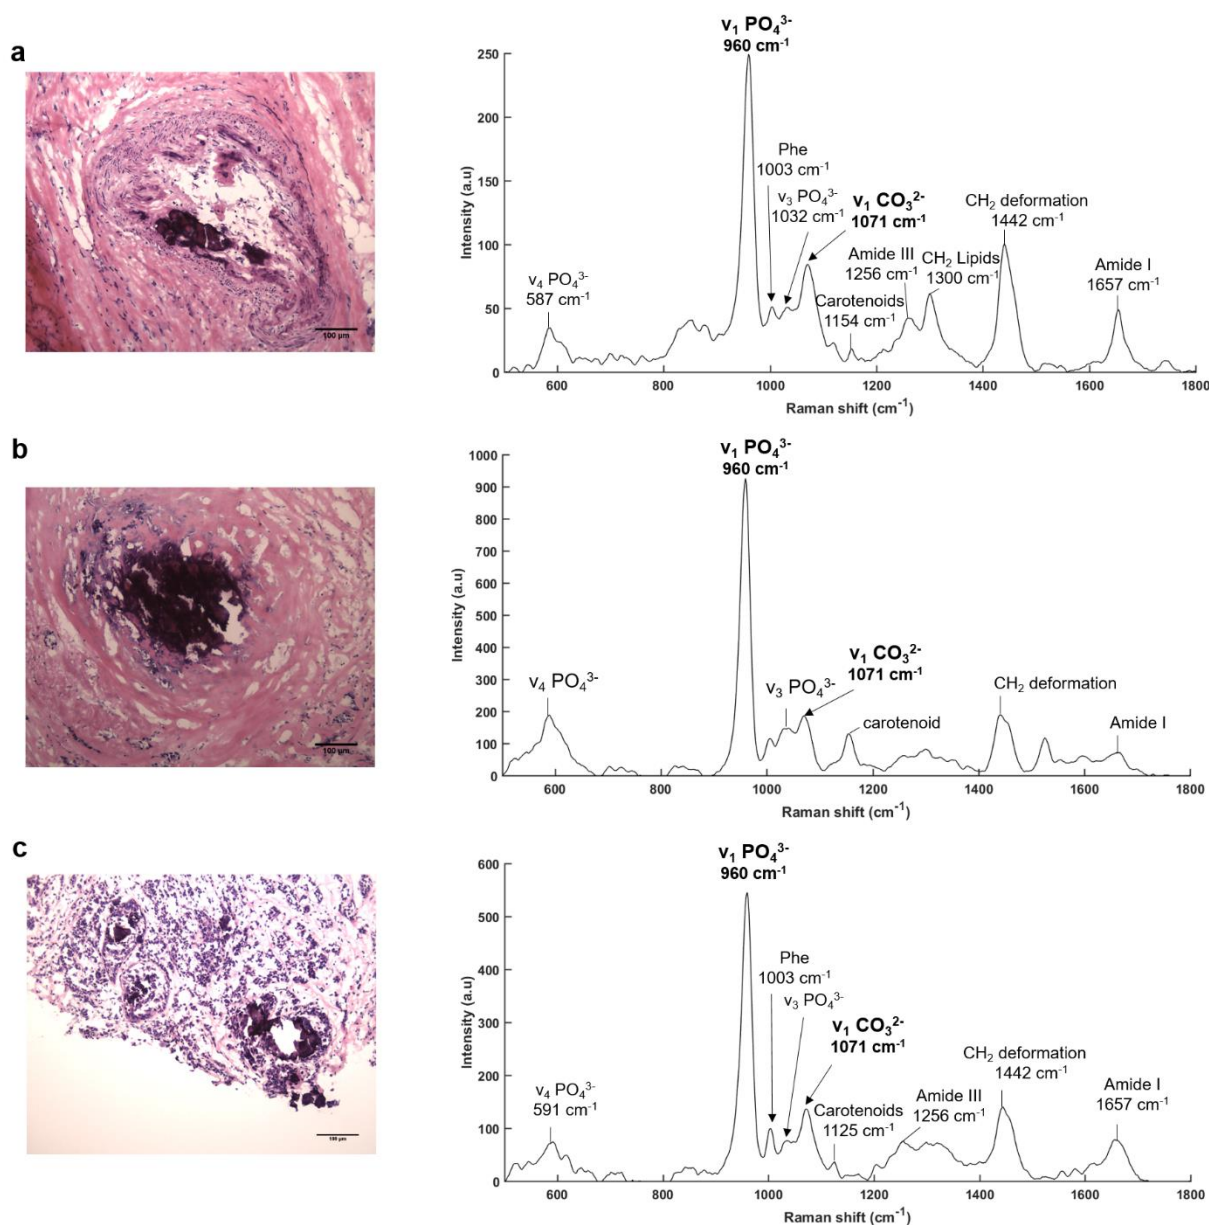 a
100 µm
v₁ PO₄³⁻
960 cm⁻¹
Phe
1003 cm⁻¹
v₃ PO₄³⁻
1032 cm⁻¹
v₁ CO₃²⁻
1071 cm⁻¹
v₄ PO₄³⁻
587 cm⁻¹
Carotenoids
1154 cm⁻¹
Amide III
1256 cm⁻¹
CH₂ Lipids
1300 cm⁻¹
CH₂ deformation
1442 cm⁻¹
Amide I
1657 cm⁻¹
Intensity (a.u)
250
200
150
100
50
0
600 800 1000 1200 1400 1600 1800
Raman shift (cm⁻¹)
b
100 µm
v₁ PO₄³⁻
960 cm⁻¹
v₄ PO₄³⁻
v₃ PO₄³⁻
v₁ CO₃²⁻
1071 cm⁻¹
carotenoid
CH₂ deformation
Amide I
Intensity (a.u)
1000
900
800
700
600
500
400
300
200
100
0
600 800 1000 1200 1400 1600 1800
Raman shift (cm⁻¹)
c
100 µm
v₁ PO₄³⁻
960 cm⁻¹
Phe
1003 cm⁻¹
v₃ PO₄³⁻
v₁ CO₃²⁻
1071 cm⁻¹
v₄ PO₄³⁻
591 cm⁻¹
Carotenoids
1125 cm⁻¹
Amide III
1256 cm⁻¹
CH₂ deformation
1442 cm⁻¹
Amide I
1657 cm⁻¹
Intensity (a.u)
600
500
400
300
200
100
0
600 800 1000 1200 1400 1600 1800
Raman shift (cm⁻¹)